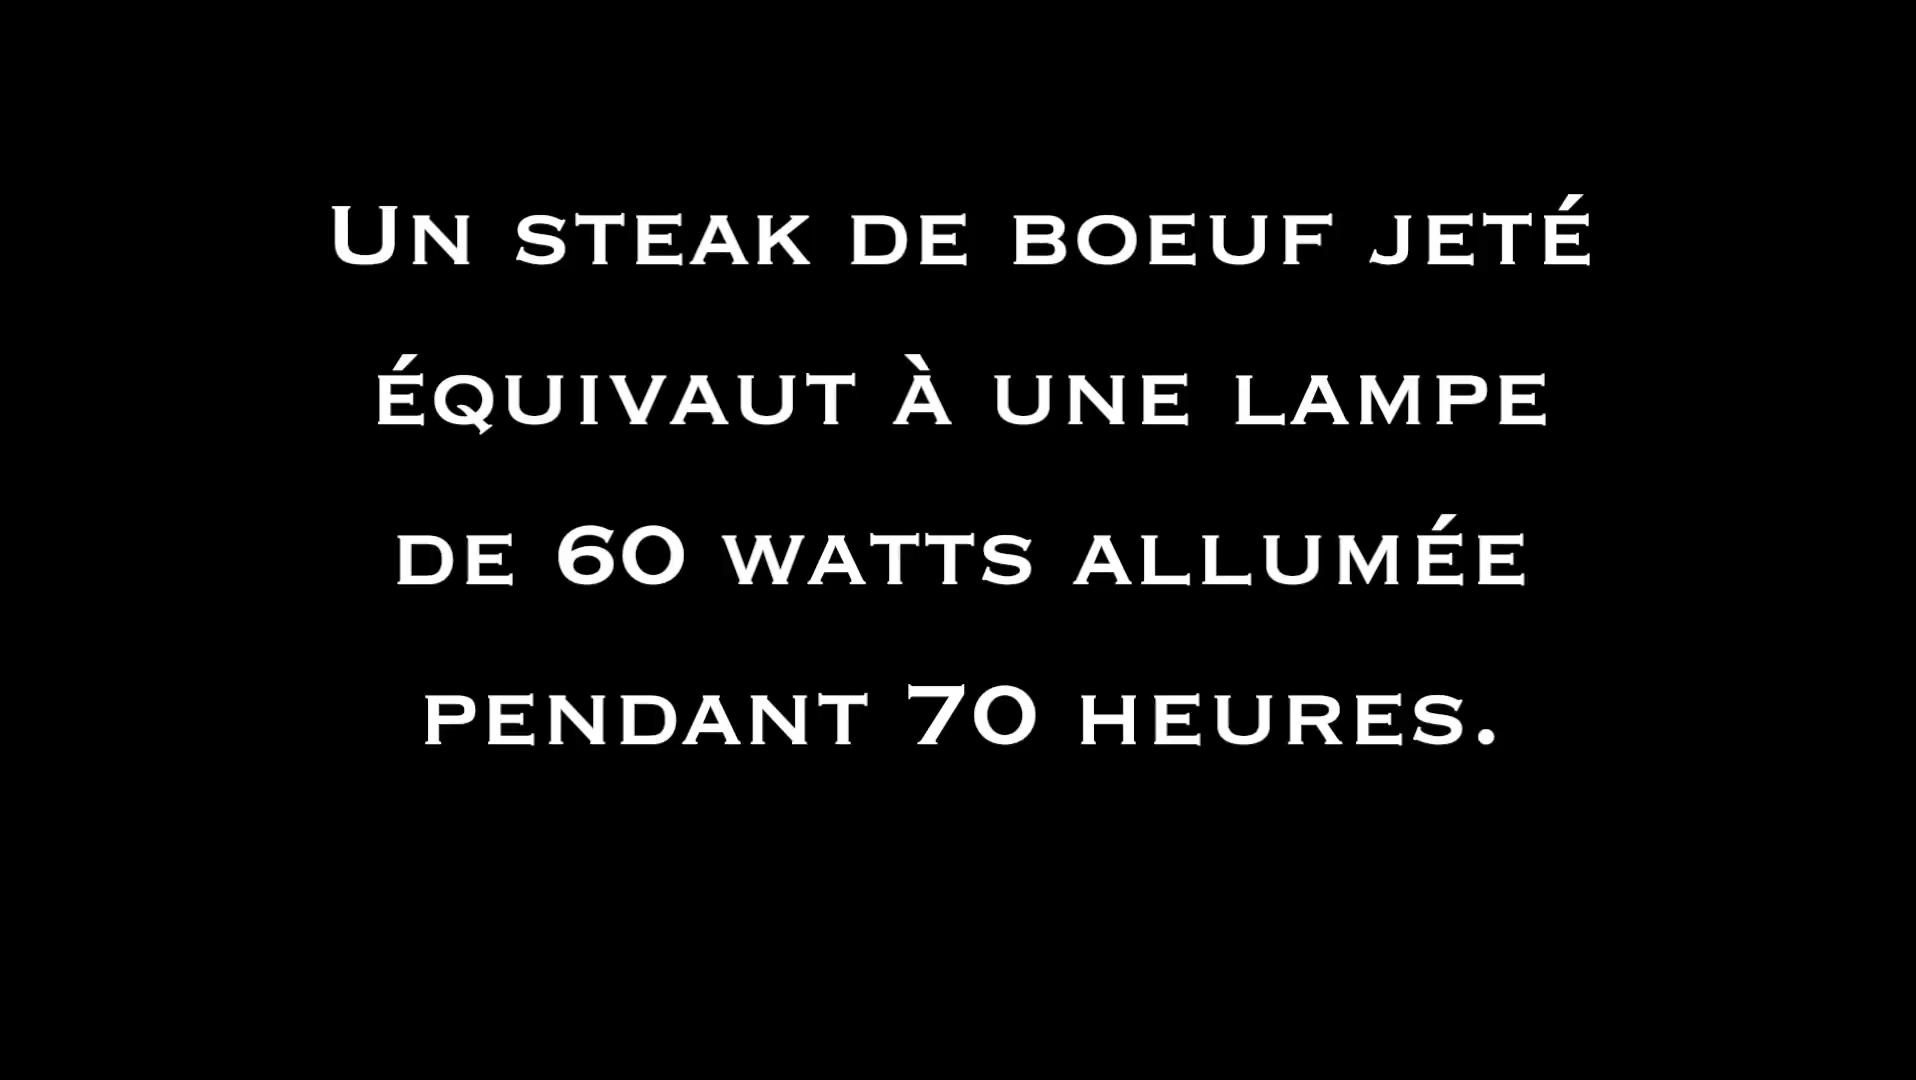 Un steak de boeuf jeté
équivaut à une lampe
de 60 watts allumée
pendant 70 heures.